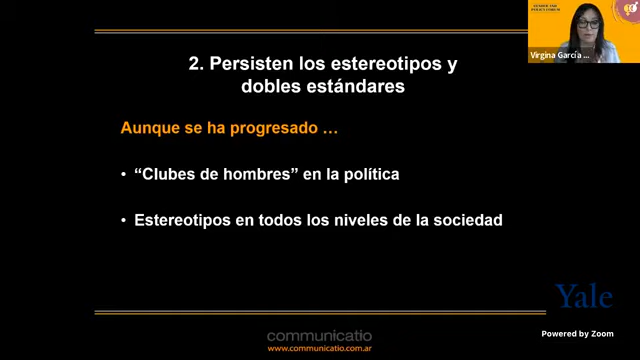 2. Persisten los estereotipos y
dobles estándares
Aunque se ha progresado …
• “Clubes de hombres” en la política
• Estereotipos en todos los niveles de la sociedad
Virgina García ...
Yale
Powered by Zoom
communicatio
www.communicatio.com.ar